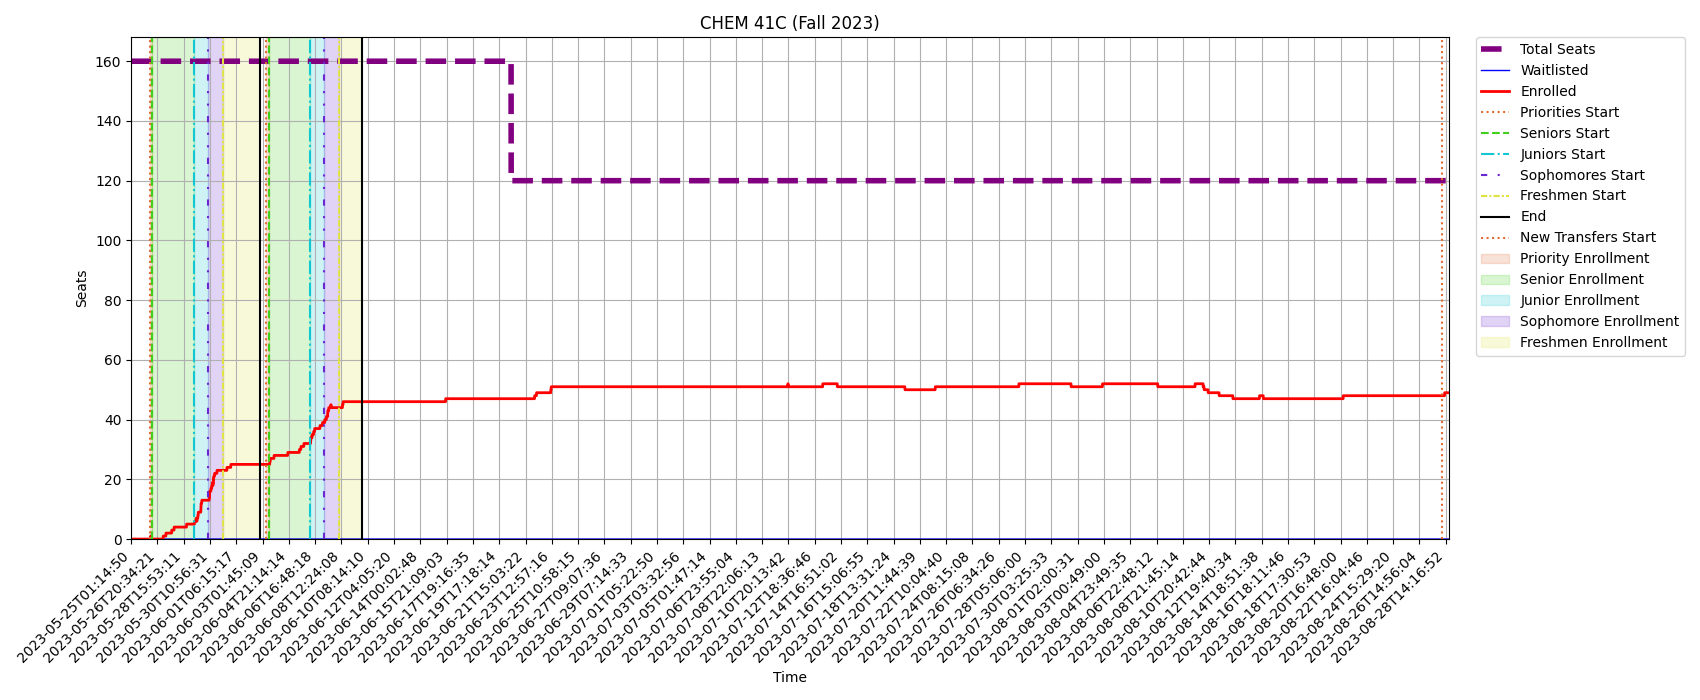 CHEM 41C (Fall 2023)
Seats
160
140
120
100
80
60
40
20
0
2023-05-25T01:14:50
2023-05-26T20:34:21
2023-05-28T15:53:11
2023-05-30T10:56:31
2023-06-01T06:15:17
2023-06-03T01:45:09
2023-06-04T21:14:14
2023-06-06T16:48:18
2023-06-08T12:24:08
2023-06-10T08:14:10
2023-06-12T04:05:20
2023-06-14T00:02:48
2023-06-15T21:09:03
2023-06-17T19:16:35
2023-06-19T17:18:14
2023-06-21T15:03:22
2023-06-23T12:57:16
2023-06-25T10:58:15
2023-06-27T09:07:36
2023-06-29T07:14:33
2023-07-01T05:22:50
2023-07-03T03:32:56
2023-07-05T01:47:14
2023-07-06T23:55:04
2023-07-08T22:06:13
2023-07-10T20:13:42
2023-07-12T18:36:46
2023-07-14T16:51:02
2023-07-16T15:06:55
2023-07-18T13:31:24
2023-07-20T11:44:39
2023-07-22T10:04:40
2023-07-24T08:15:08
2023-07-26T06:34:26
2023-07-28T05:06:00
2023-07-30T03:25:33
2023-08-01T02:00:31
2023-08-03T00:49:00
2023-08-04T23:49:35
2023-08-06T22:48:12
2023-08-08T21:45:14
2023-08-10T20:42:44
2023-08-12T19:40:34
2023-08-14T18:51:38
2023-08-16T18:11:46
2023-08-18T17:30:53
2023-08-20T16:48:00
2023-08-22T16:04:46
2023-08-24T15:29:20
2023-08-26T14:56:04
2023-08-28T14:16:52
Time
Total Seats
Waitlisted
Enrolled
Priorities Start
Seniors Start
Juniors Start
Sophomores Start
Freshmen Start
End
New Transfers Start
Priority Enrollment
Senior Enrollment
Junior Enrollment
Sophomore Enrollment
Freshmen Enrollment